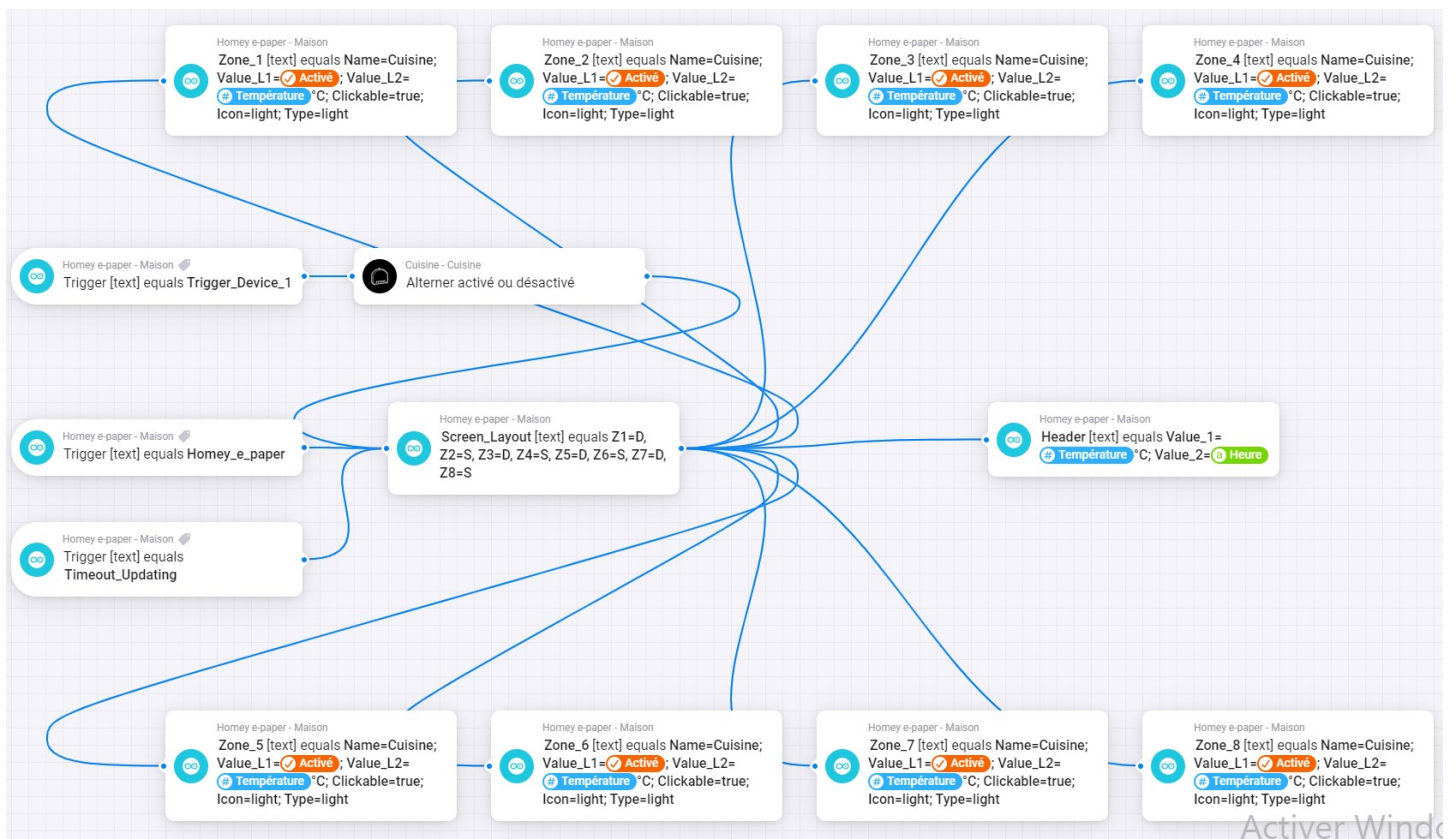 Homey e-paper - Maison
Zone_1 [text] equals Name=Cuisine;
Value_L1= Activé ; Value_L2=
# Température °C; Clickable=true;
Icon=light; Type=light
Homey e-paper - Maison
Zone_2 [text] equals Name=Cuisine;
Value_L1= Activé ; Value_L2=
# Température °C; Clickable=true;
Icon=light; Type=light
Homey e-paper - Maison
Zone_3 [text] equals Name=Cuisine;
Value_L1= Activé ; Value_L2=
# Température °C; Clickable=true;
Icon=light; Type=light
Homey e-paper - Maison
Zone_4 [text] equals Name=Cuisine;
Value_L1= Activé ; Value_L2=
# Température °C; Clickable=true;
Icon=light; Type=light
Homey e-paper - Maison
Trigger [text] equals Trigger_Device_1
Cuisine - Cuisine
Alterner activé ou désactivé
Homey e-paper - Maison
Trigger [text] equals Homey_e_paper
Homey e-paper - Maison
Screen_Layout [text] equals Z1=D,
Z2=S, Z3=D, Z4=S, Z5=D, Z6=S, Z7=D,
Z8=S
Homey e-paper - Maison
Header [text] equals Value_1=
# Température °C; Value_2= a Heure
Homey e-paper - Maison
Trigger [text] equals
Timeout_Updating
Homey e-paper - Maison
Zone_5 [text] equals Name=Cuisine;
Value_L1= Activé ; Value_L2=
# Température °C; Clickable=true;
Icon=light; Type=light
Homey e-paper - Maison
Zone_6 [text] equals Name=Cuisine;
Value_L1= Activé ; Value_L2=
# Température °C; Clickable=true;
Icon=light; Type=light
Homey e-paper - Maison
Zone_7 [text] equals Name=Cuisine;
Value_L1= Activé ; Value_L2=
# Température °C; Clickable=true;
Icon=light; Type=light
Homey e-paper - Maison
Zone_8 [text] equals Name=Cuisine;
Value_L1= Activé ; Value_L2=
# Température °C; Clickable=true;
Icon=light; Type=light
Activer